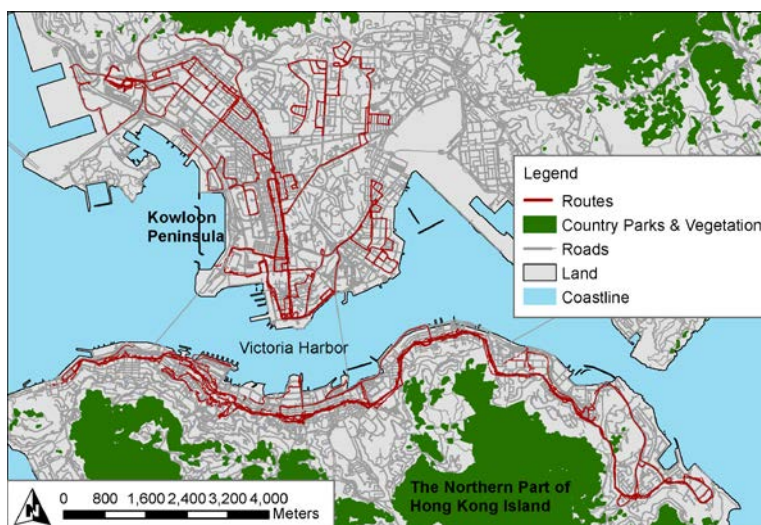 Kowloon
Peninsula
Legend
Routes
Country Parks & Vegetation
Roads
Land
Coastline
Victoria Harbor
The Northern Part of
Hong Kong Island
0 800 1,600 2,400 3,200 4,000
Meters
N